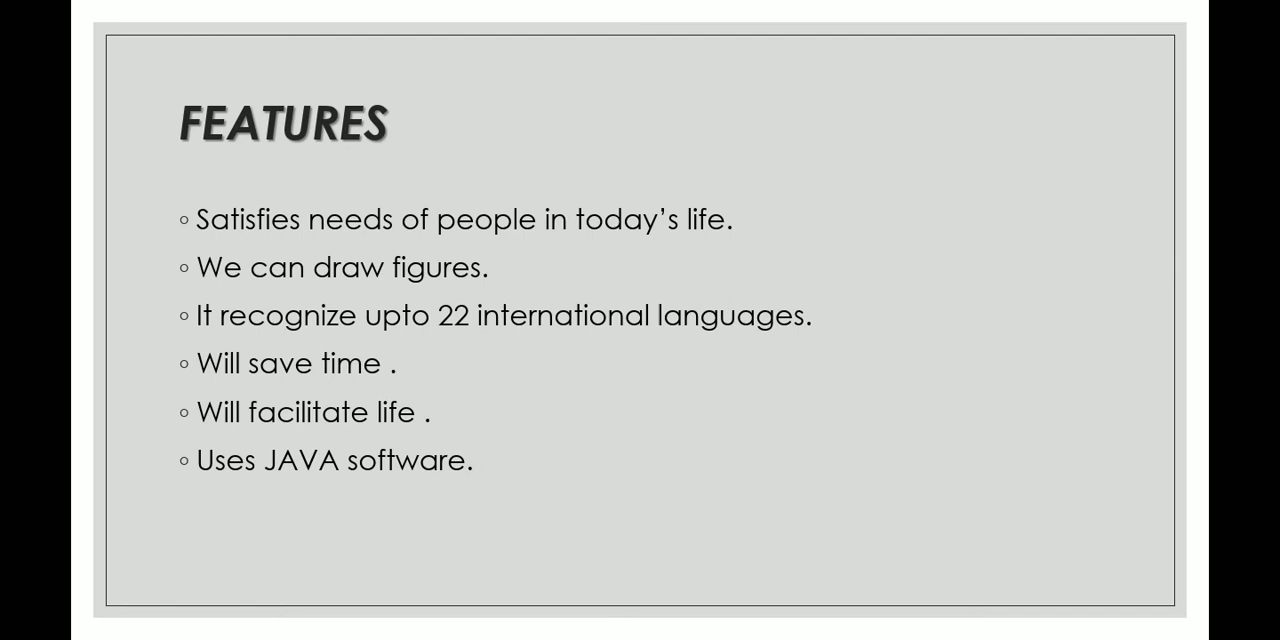 FEATURES
◦ Satisfies needs of people in today’s life.
◦ We can draw figures.
◦ It recognize upto 22 international languages.
◦ Will save time .
◦ Will facilitate life .
◦ Uses JAVA software.